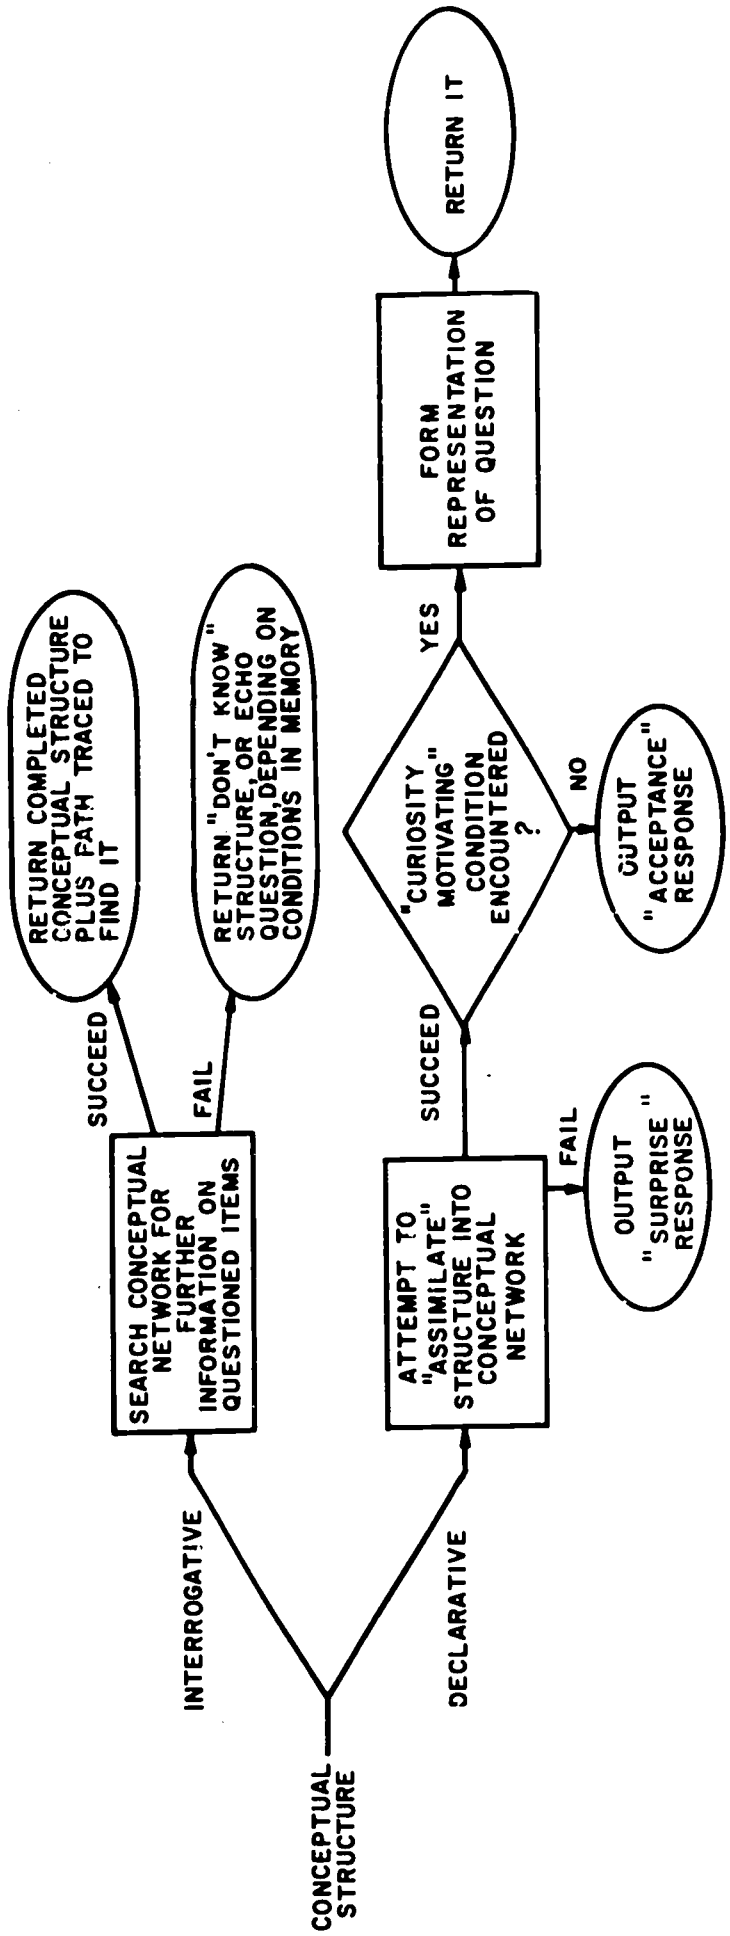 CONCEPTUAL
STRUCTURE
INTERROGATIVE
SEARCH CONCEPTUAL
NETWORK FOR
FURTHER
INFORMATION ON
QUESTIONED ITEMS
SUCCEED
RETURN COMPLETED
CONCEPTUAL STRUCTURE
PLUS PATH TRACED TO
FIND IT
FAIL
RETURN "DON'T KNOW"
STRUCTURE, OR ECHO
QUESTION, DEPENDING ON
CONDITIONS IN MEMORY
DECLARATIVE
ATTEMPT TO
"ASSIMILATE"
STRUCTURE INTO
CONCEPTUAL
NETWORK
FAIL
OUTPUT
"SURPRISE"
RESPONSE
SUCCEED
"CURIOSITY
MOTIVATING"
CONDITION
ENCOUNTERED
?
NO
OUTPUT
"ACCEPTANCE"
RESPONSE
YES
FORM
REPRESENTATION
OF QUESTION
RETURN IT